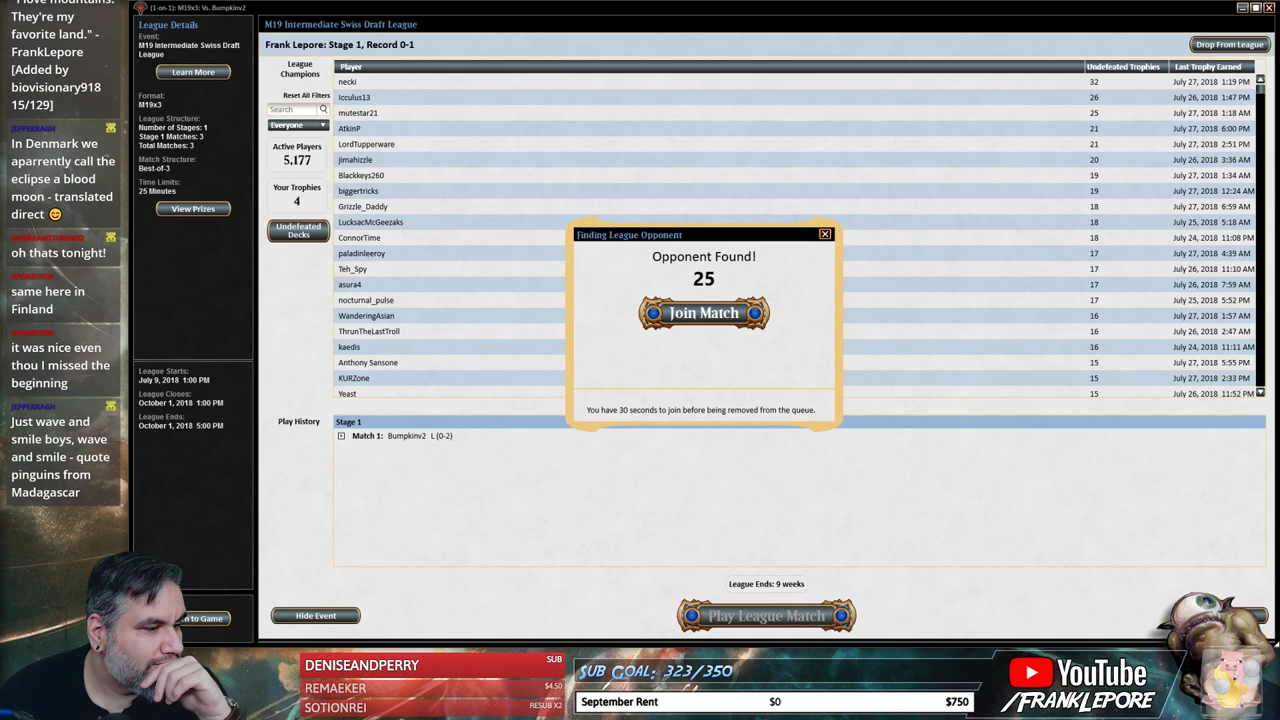 (1-on-1): M19x3: Vs. Bumpkinv2
"I love mountains.
They're my
favorite land." -
FrankLepore
[Added by
biovisionary918
15/129]
JEPPEKRAGH
In Denmark we
aparrently call the
eclipse a blood
moon - translated
direct
oh thats tonight!
same here in
Finland
it was nice even
thou I missed the
beginning
JEPPEKRAGH
Just wave and
smile boys, wave
and smile - quote
pinguins from
Madagascar
League Details
Event:
M19 Intermediate Swiss Draft
League
Learn More
Format:
M19x3
League Structure:
Number of Stages: 1
Stage 1 Matches: 3
Total Matches: 3
Match Structure:
Best-of-3
Time Limits:
25 Minutes
View Prizes
League Starts:
July 9, 2018 1:00 PM
League Closes:
October 1, 2018 1:00 PM
League Ends:
October 1, 2018 5:00 PM
to Game
M19 Intermediate Swiss Draft League
Frank Lepore: Stage 1, Record 0-1
Drop From League
League
Champions
Reset All Filters
Search
Everyone
Active Players
5,177
Your Trophies
4
Undefeated
Decks
Player Undefeated Trophies Last Trophy Earned
necki 32 July 27, 2018 1:19 PM
Icculus13 26 July 26, 2018 1:47 PM
mutestar21 25 July 26, 2018 1:18 AM
AtkinP 21 July 27, 2018 6:00 PM
LordTupperware 21 July 27, 2018 2:51 PM
jimahizzle 20 July 26, 2018 3:36 AM
Blackkeys260 19 July 26, 2018 1:34 AM
biggertricks 19 July 27, 2018 12:24 AM
Grizzle_Daddy 18 July 27, 2018 6:59 AM
LucksacMcGeezaks 18 July 25, 2018 5:18 AM
ConnorTime 18 July 24, 2018 11:08 PM
paladinleeroy 17 July 27, 2018 4:39 AM
Teh_Spy 17 July 26, 2018 11:10 AM
asura4 17 July 26, 2018 7:59 AM
nocturnal_pulse 17 July 25, 2018 5:52 PM
WanderingAsian 16 July 27, 2018 1:57 AM
ThrunTheLastTroll 16 July 26, 2018 2:47 AM
kaedis 16 July 24, 2018 11:11 AM
Anthony Sansone 15 July 27, 2018 5:55 PM
KURZone 15 July 27, 2018 2:33 PM
Yeast 15 July 26, 2018 11:52 PM
Finding League Opponent
Opponent Found!
25
Join Match
You have 30 seconds to join before being removed from the queue.
Play History
Stage 1
Match 1: Bumpkinv2 L (0-2)
League Ends: 9 weeks
Hide Event
Play League Match
DENISEANDPERRY SUB
REMAEKER $4.50
SOTIONREI RESUB X2
SUB GOAL: 323/350
September Rent $0 $750
YouTube
/FRANKLEPORE